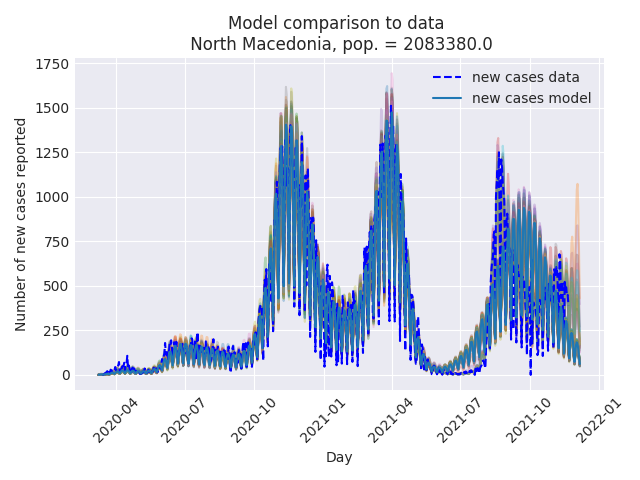 Model comparison to data
North Macedonia, pop. = 2083380.0
new cases data
new cases model
Number of new cases reported
1750
1500
1250
1000
750
500
250
0
2020-04
2020-07
2020-10
2021-01
2021-04
2021-07
2021-10
2022-01
Day